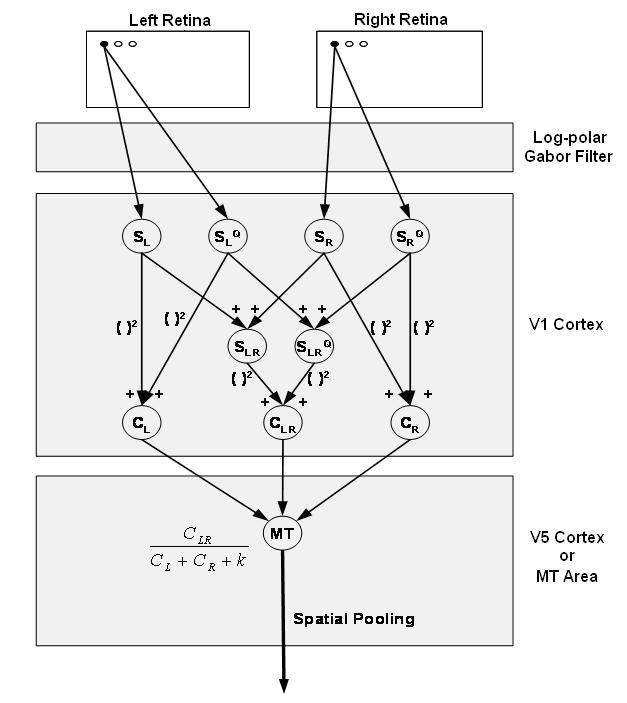 Left Retina
Right Retina
Log-polar
Gabor Filter
S_L
S_L^Q
S_R
S_R^Q
+ +
+ +
( )²
( )²
( )²
( )²
V1 Cortex
S_LR
S_LR^Q
( )²
( )²
+ +
+ +
+ +
C_L
C_LR
C_R
MT
C_LR
C_L + C_R + k
V5 Cortex
or
MT Area
Spatial Pooling